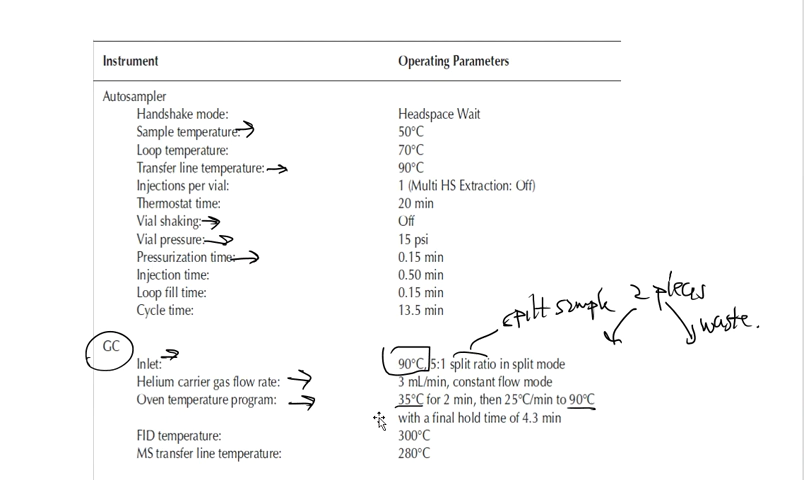 Instrument Operating Parameters
Autosampler
Handshake mode: Headspace Wait
Sample temperature: 50°C
Loop temperature: 70°C
Transfer line temperature: 90°C
Injections per vial: 1 (Multi HS Extraction: Off)
Thermostat time: 20 min
Vial shaking: Off
Vial pressure: 15 psi
Pressurization time: 0.15 min
Injection time: 0.50 min
Loop fill time: 0.15 min
Cycle time: 13.5 min
split sample 2 pieces
waste.
GC
Inlet: 90°C, 5:1 split ratio in split mode
Helium carrier gas flow rate: 3 mL/min, constant flow mode
Oven temperature program: 35°C for 2 min, then 25°C/min to 90°C
with a final hold time of 4.3 min
FID temperature: 300°C
MS transfer line temperature: 280°C